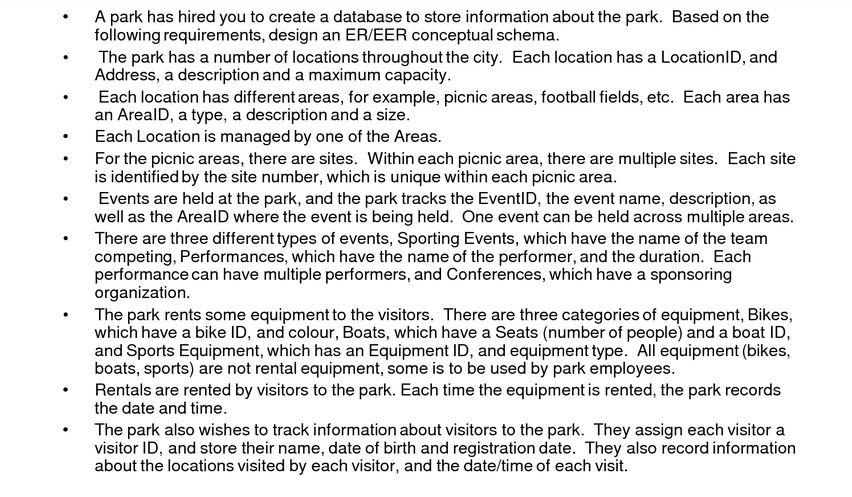 • A park has hired you to create a database to store information about the park. Based on the
following requirements, design an ER/EER conceptual schema.
• The park has a number of locations throughout the city. Each location has a LocationID, and
Address, a description and a maximum capacity.
• Each location has different areas, for example, picnic areas, football fields, etc. Each area has
an AreaID, a type, a description and a size.
• Each Location is managed by one of the Areas.
• For the picnic areas, there are sites. Within each picnic area, there are multiple sites. Each site
is identified by the site number, which is unique within each picnic area.
• Events are held at the park, and the park tracks the EventID, the event name, description, as
well as the AreaID where the event is being held. One event can be held across multiple areas.
• There are three different types of events, Sporting Events, which have the name of the team
competing, Performances, which have the name of the performer, and the duration. Each
performance can have multiple performers, and Conferences, which have a sponsoring
organization.
• The park rents some equipment to the visitors. There are three categories of equipment, Bikes,
which have a bike ID, and colour, Boats, which have a Seats (number of people) and a boat ID,
and Sports Equipment, which has an Equipment ID, and equipment type. All equipment (bikes,
boats, sports) are not rental equipment, some is to be used by park employees.
• Rentals are rented by visitors to the park. Each time the equipment is rented, the park records
the date and time.
• The park also wishes to track information about visitors to the park. They assign each visitor a
visitor ID, and store their name, date of birth and registration date. They also record information
about the locations visited by each visitor, and the date/time of each visit.